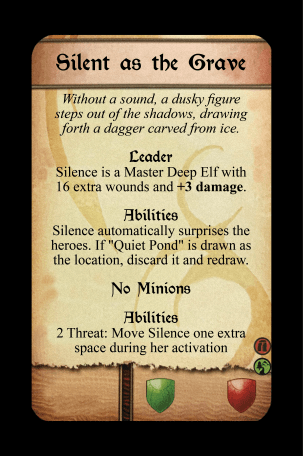 Silent as the Grave
Without a sound, a dusky figure
steps out of the shadows, drawing
forth a dagger carved from ice.
Leader
Silence is a Master Deep Elf with
16 extra wounds and +3 damage.
Abilities
Silence automatically surprises the
heroes. If "Quiet Pond" is drawn as
the location, discard it and redraw.
No Minions
Abilities
2 Threat: Move Silence one extra
space during her activation